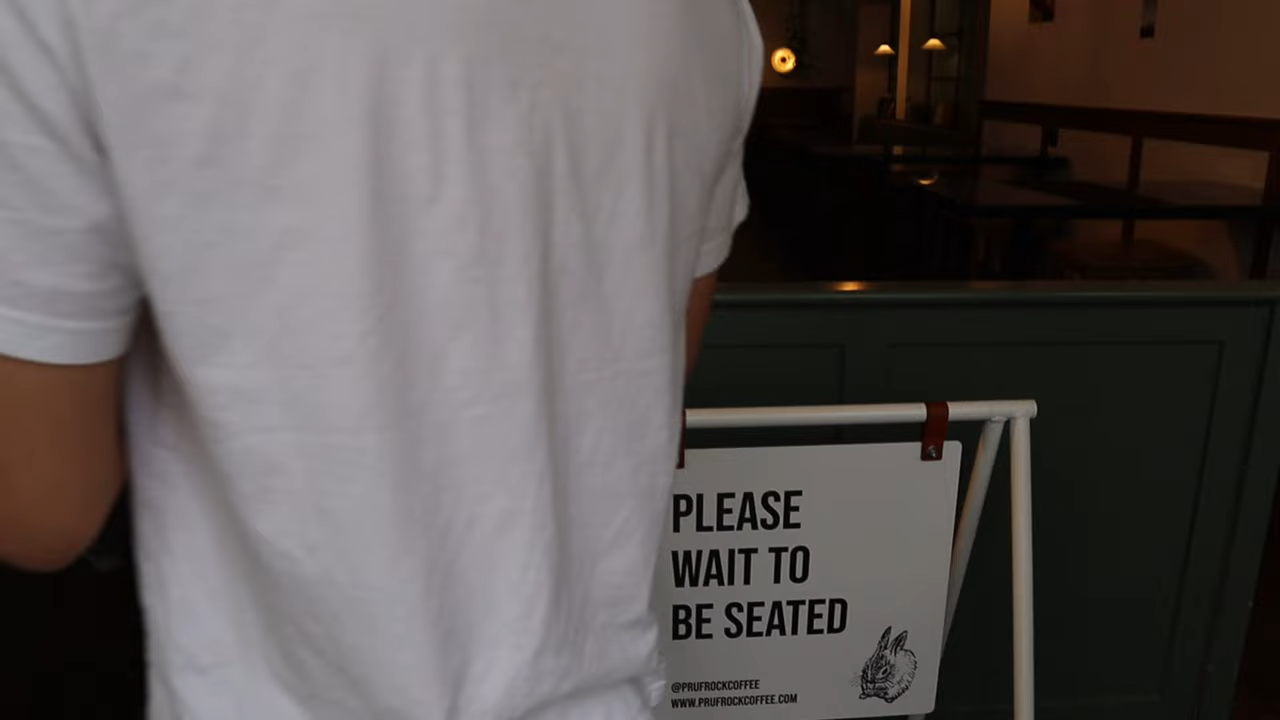 PLEASE
WAIT TO
BE SEATED
@PRUFROCKCOFFEE
WWW.PRUFROCKCOFFEE.COM